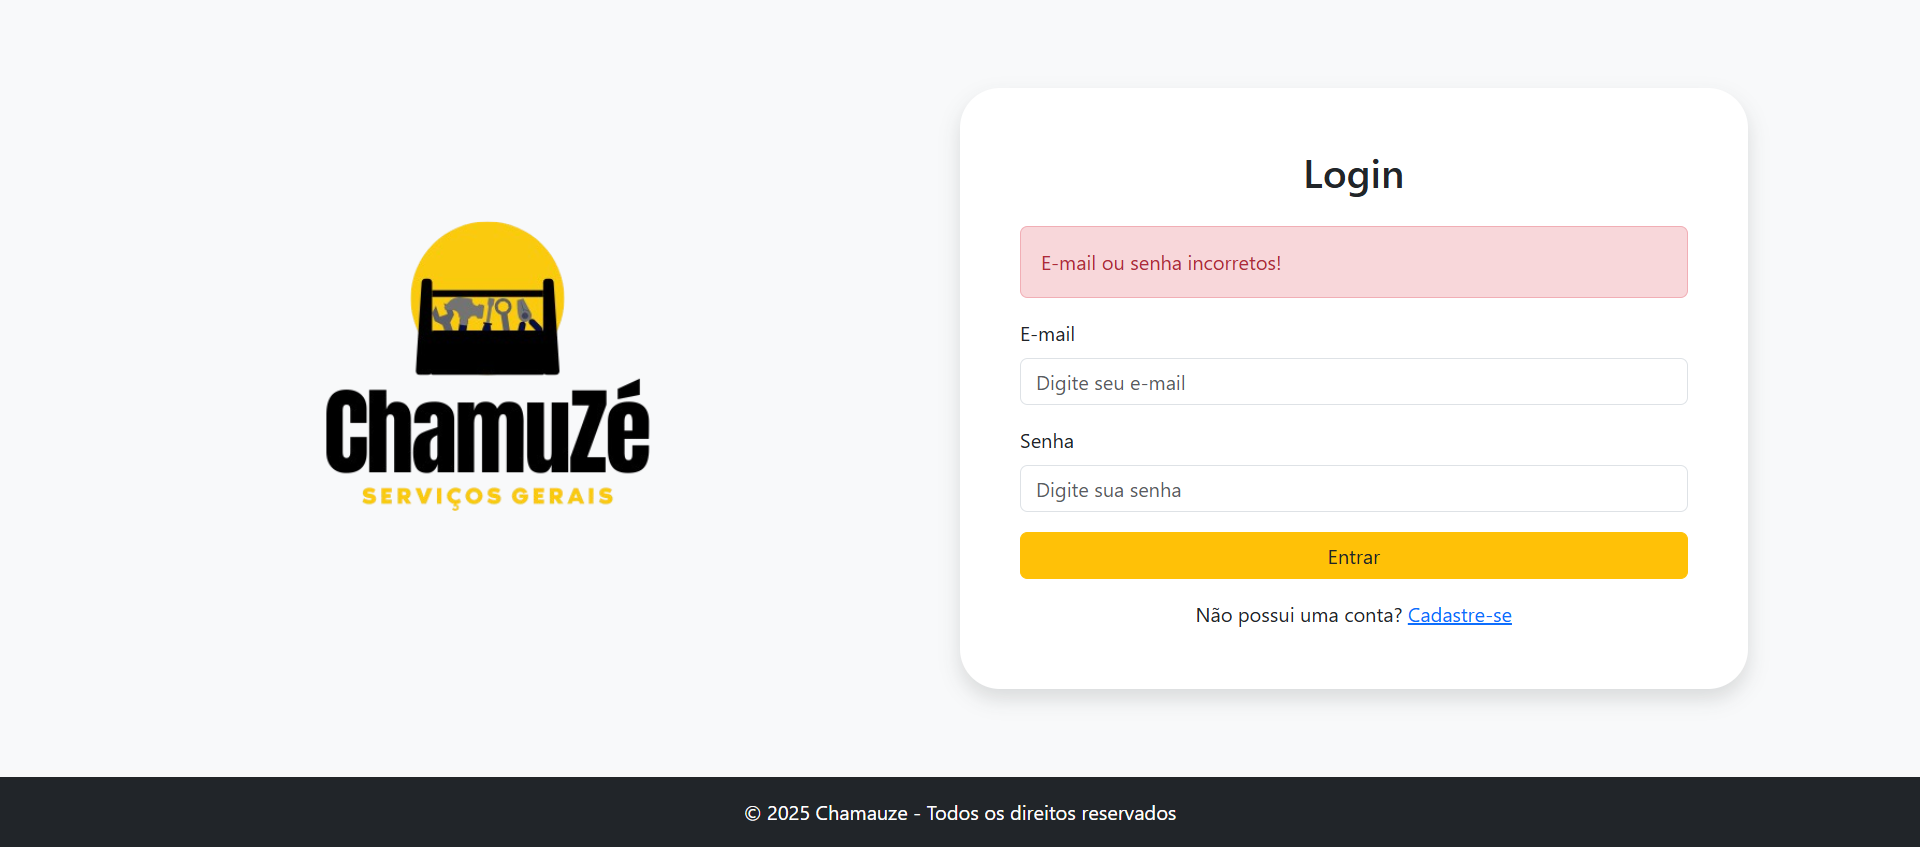 ChamuZé
SERVIÇOS GERAIS
Login
E-mail ou senha incorretos!
E-mail
Digite seu e-mail
Senha
Digite sua senha
Entrar
Não possui uma conta? Cadastre-se
© 2025 Chamauze - Todos os direitos reservados